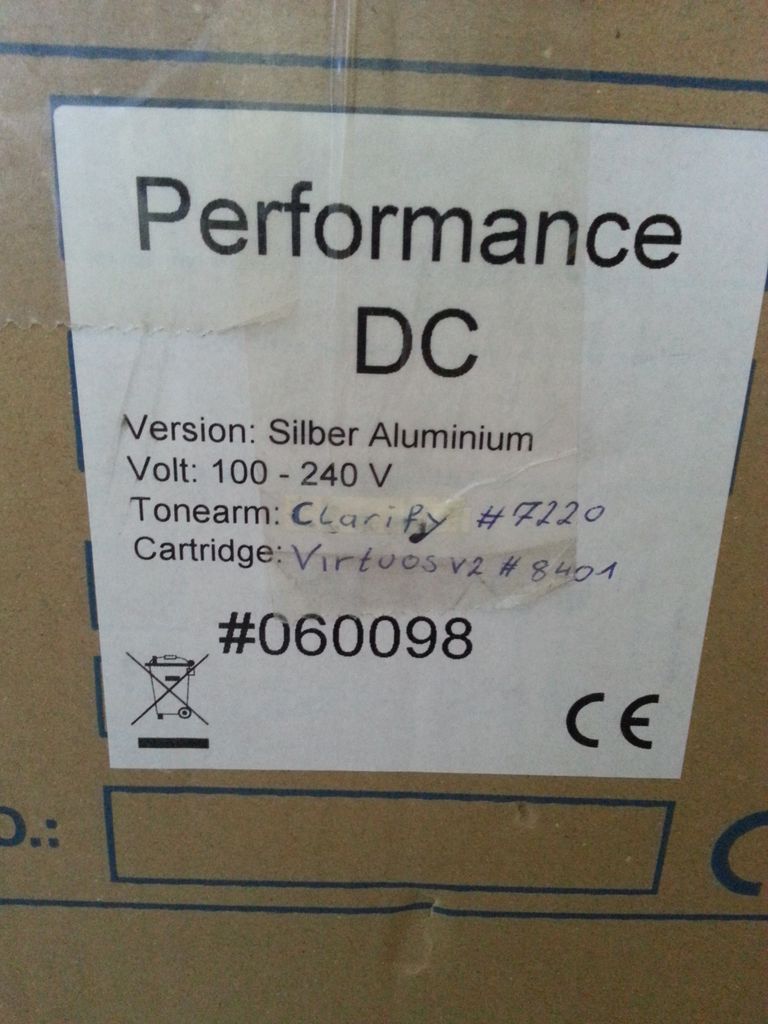 Performance
DC
Version: Silber Aluminium
Volt: 100 - 240 V
Tonearm: Clarify #7220
Cartridge: Virtuos V2 #8401
#060098
CE
O.:
C